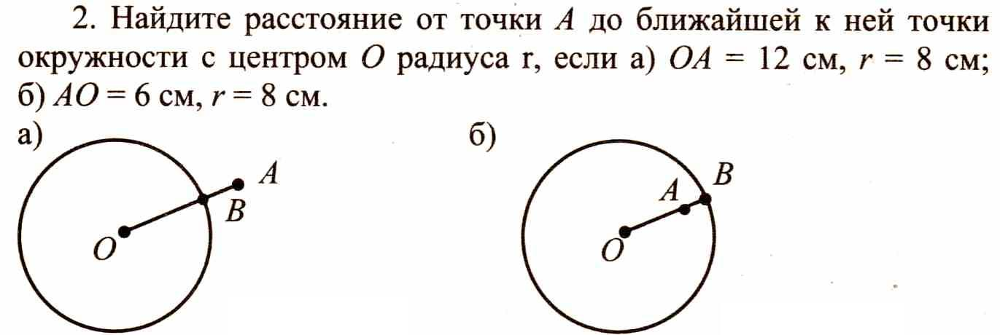 2. Найдите расстояние от точки A до ближайшей к ней точки
окружности с центром O радиуса r, если а) OA = 12 см, r = 8 см;
б) AO = 6 см, r = 8 см.
а)
б)
A
B
O
B
A
O